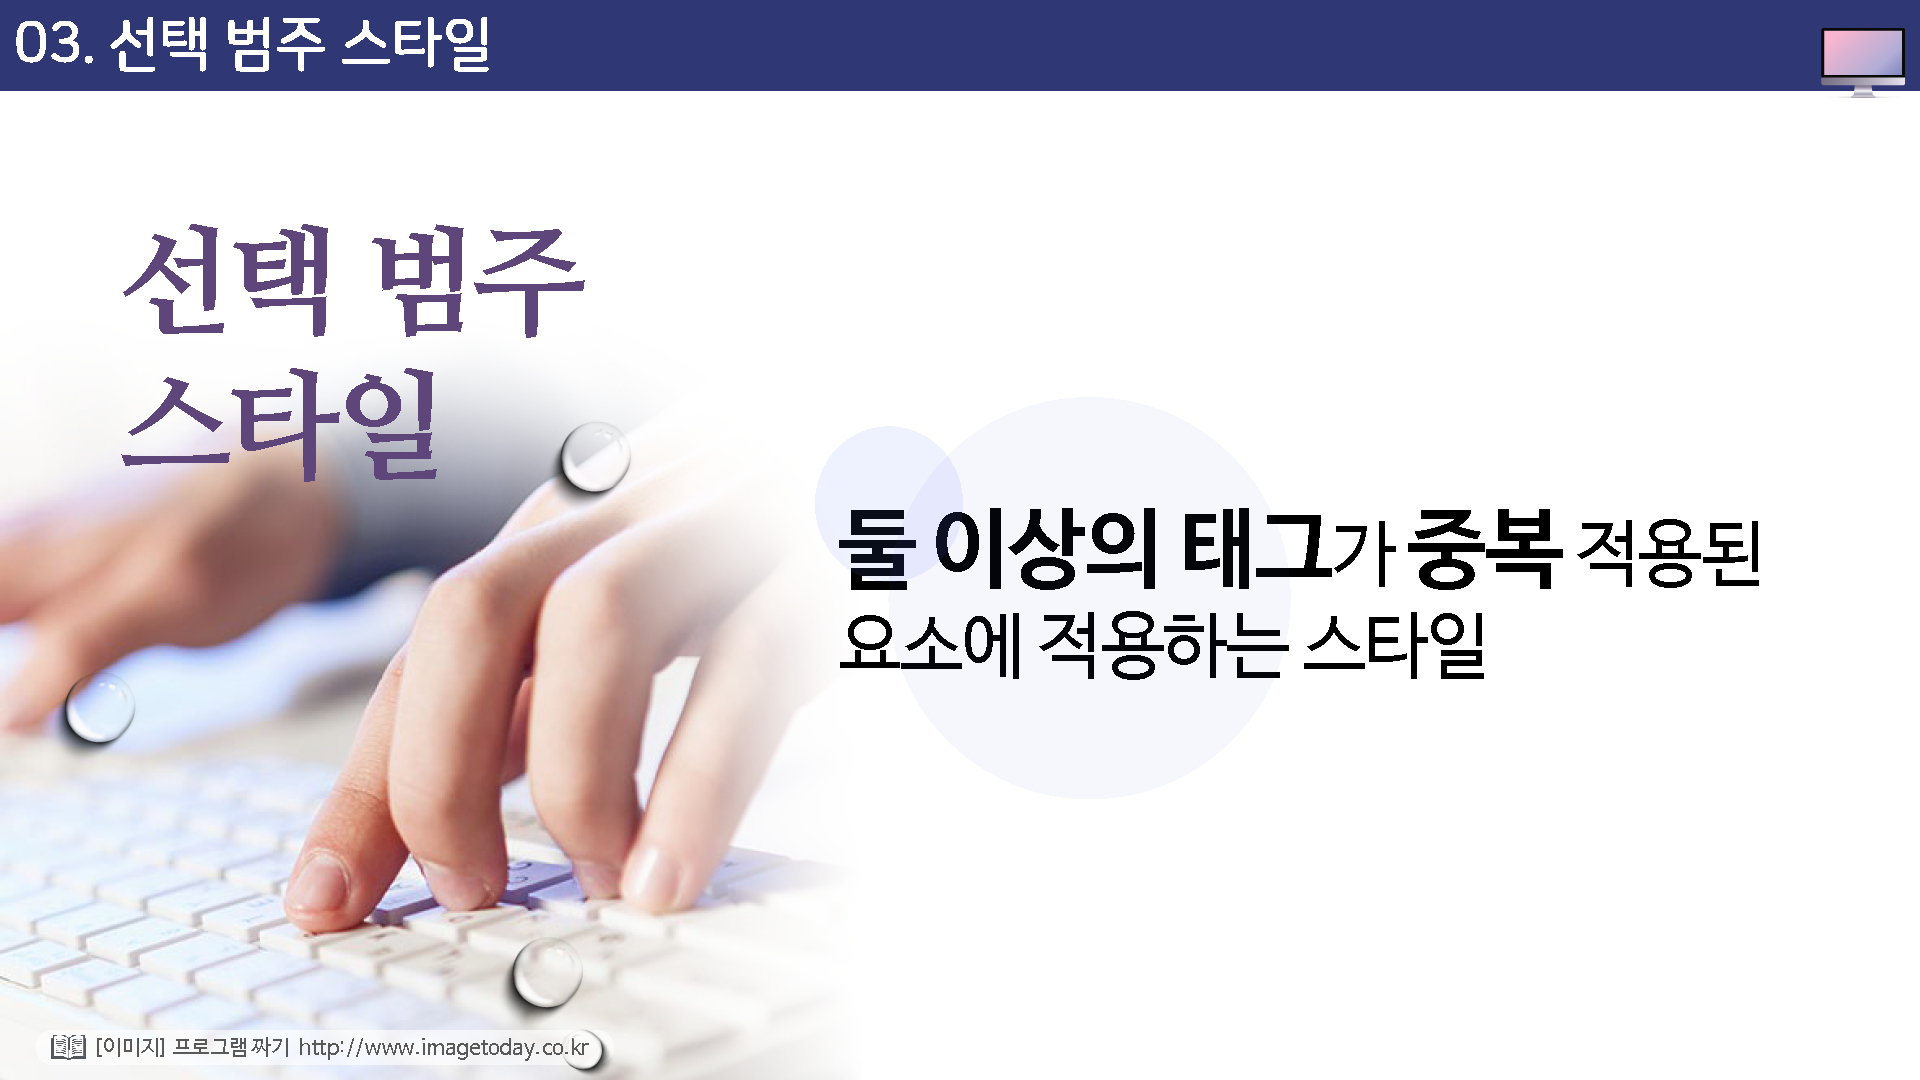 03. 선택 범주 스타일
선택 범주
스타일
둘 이상의 태그가 중복 적용된
요소에 적용하는 스타일
[이미지] 프로그램 짜기 http://www.imagetoday.co.kr